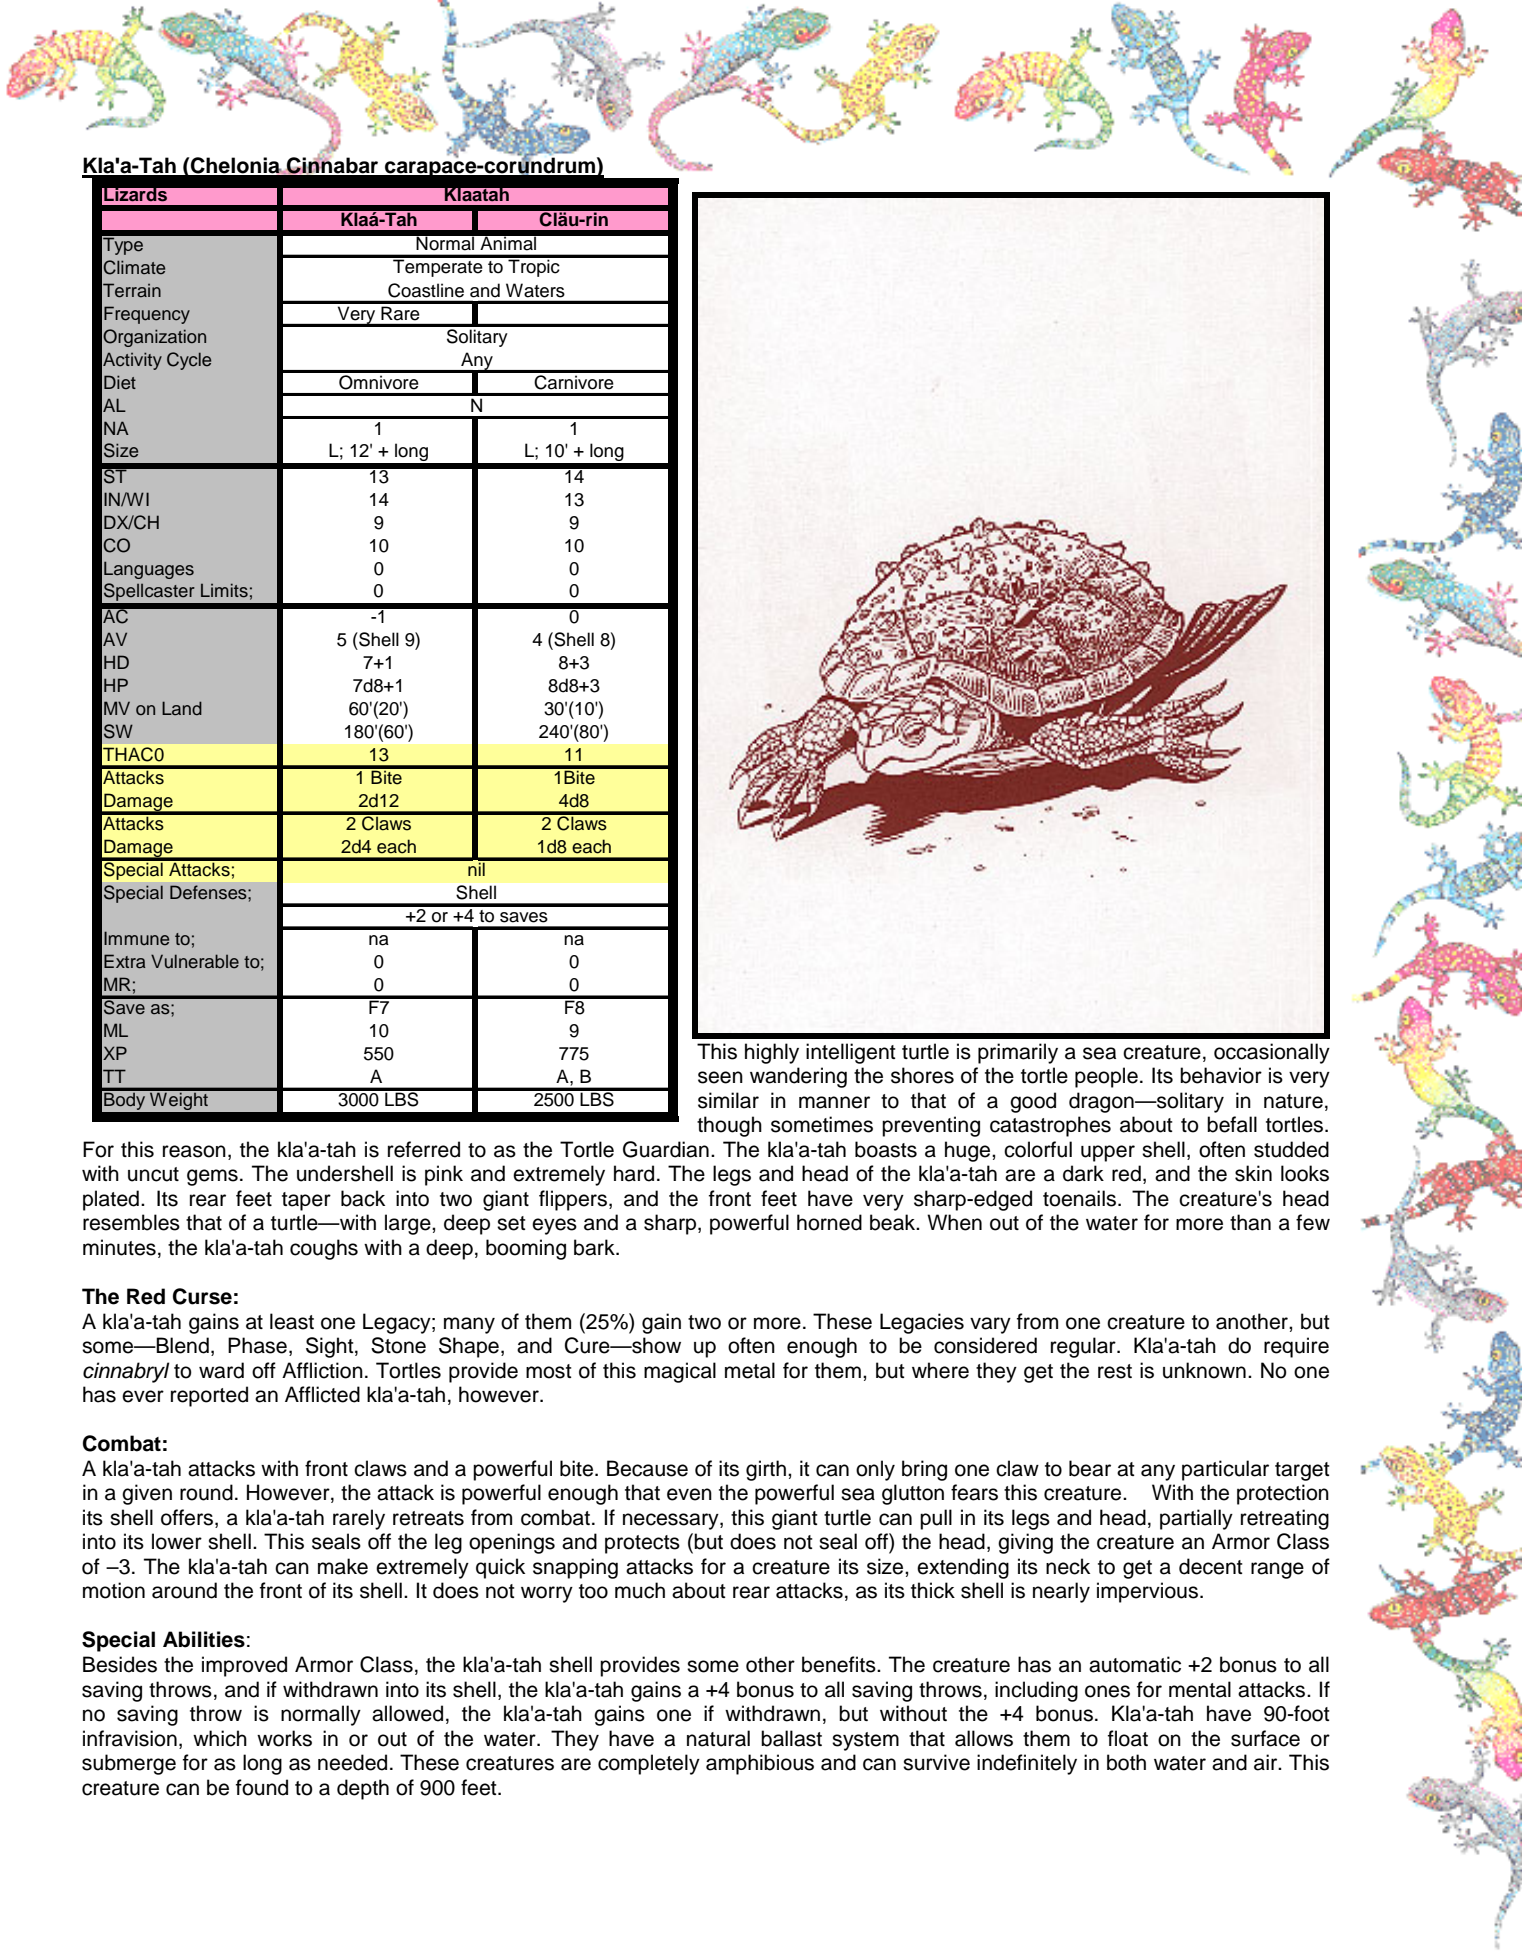 Kla'a-Tah (Chelonia Cinnabar carapace-corundrum)
Lizards Klaatah
Klaá-Tah Cläu-rin
Type Normal Animal
Climate Temperate to Tropic
Terrain Coastline and Waters
Frequency Very Rare
Organization Solitary
Activity Cycle Any
Diet Omnivore Carnivore
AL N
NA 1 1
Size L; 12' + long L; 10' + long
ST 13 14
IN/WI 14 13
DX/CH 9 9
CO 10 10
Languages 0 0
Spellcaster Limits; 0 0
AC -1 0
AV 5 (Shell 9) 4 (Shell 8)
HD 7+1 8+3
HP 7d8+1 8d8+3
MV on Land 60'(20') 30'(10')
SW 180'(60') 240'(80')
THAC0 13 11
Attacks 1 Bite 1Bite
Damage 2d12 4d8
Attacks 2 Claws 2 Claws
Damage 2d4 each 1d8 each
Special Attacks; nil
Special Defenses; Shell
+2 or +4 to saves
Immune to; na na
Extra Vulnerable to; 0 0
MR; 0 0
Save as; F7 F8
ML 10 9
XP 550 775
TT A A, B
Body Weight 3000 LBS 2500 LBS
This highly intelligent turtle is primarily a sea creature, occasionally
seen wandering the shores of the tortle people. Its behavior is very
similar in manner to that of a good dragon—solitary in nature,
though sometimes preventing catastrophes about to befall tortles.
For this reason, the kla'a-tah is referred to as the Tortle Guardian. The kla'a-tah boasts a huge, colorful upper shell, often studded
with uncut gems. The undershell is pink and extremely hard. The legs and head of the kla'a-tah are a dark red, and the skin looks
plated. Its rear feet taper back into two giant flippers, and the front feet have very sharp-edged toenails. The creature's head
resembles that of a turtle—with large, deep set eyes and a sharp, powerful horned beak. When out of the water for more than a few
minutes, the kla'a-tah coughs with a deep, booming bark.
The Red Curse:
A kla'a-tah gains at least one Legacy; many of them (25%) gain two or more. These Legacies vary from one creature to another, but
some—Blend, Phase, Sight, Stone Shape, and Cure—show up often enough to be considered regular. Kla'a-tah do require
cinnabryl to ward off Affliction. Tortles provide most of this magical metal for them, but where they get the rest is unknown. No one
has ever reported an Afflicted kla'a-tah, however.
Combat:
A kla'a-tah attacks with front claws and a powerful bite. Because of its girth, it can only bring one claw to bear at any particular target
in a given round. However, the attack is powerful enough that even the powerful sea glutton fears this creature. With the protection
its shell offers, a kla'a-tah rarely retreats from combat. If necessary, this giant turtle can pull in its legs and head, partially retreating
into its lower shell. This seals off the leg openings and protects (but does not seal off) the head, giving the creature an Armor Class
of –3. The kla'a-tah can make extremely quick snapping attacks for a creature its size, extending its neck to get a decent range of
motion around the front of its shell. It does not worry too much about rear attacks, as its thick shell is nearly impervious.
Special Abilities:
Besides the improved Armor Class, the kla'a-tah shell provides some other benefits. The creature has an automatic +2 bonus to all
saving throws, and if withdrawn into its shell, the kla'a-tah gains a +4 bonus to all saving throws, including ones for mental attacks. If
no saving throw is normally allowed, the kla'a-tah gains one if withdrawn, but without the +4 bonus. Kla'a-tah have 90-foot
infravision, which works in or out of the water. They have a natural ballast system that allows them to float on the surface or
submerge for as long as needed. These creatures are completely amphibious and can survive indefinitely in both water and air. This
creature can be found to a depth of 900 feet.